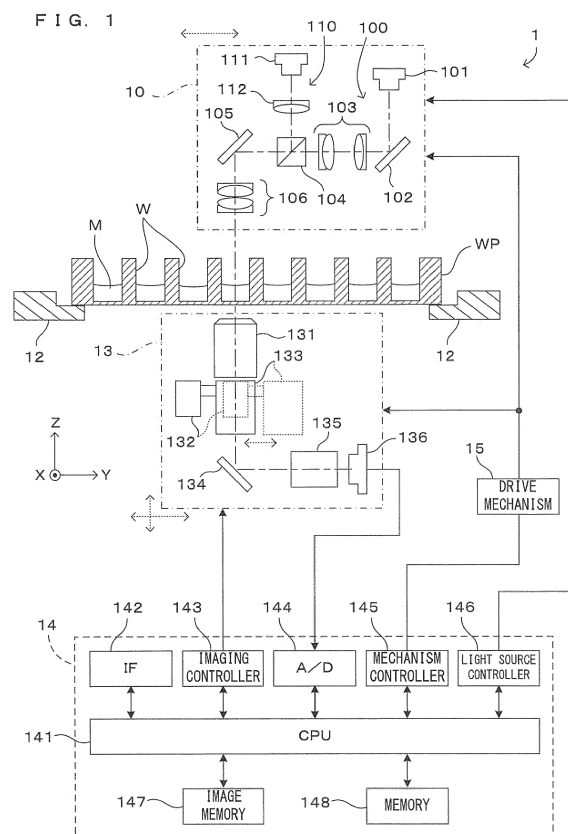 FIG. 1
1
110
100
111
101
10
112
103
105
104
102
106
M
W
WP
12
12
13
131
133
132
135
136
134
Z
X
Y
15
DRIVE
MECHANISM
14
142
143
144
145
146
IF
IMAGING
CONTROLLER
A/D
MECHANISM
CONTROLLER
LIGHT SOURCE
CONTROLLER
141
CPU
147
IMAGE
MEMORY
148
MEMORY